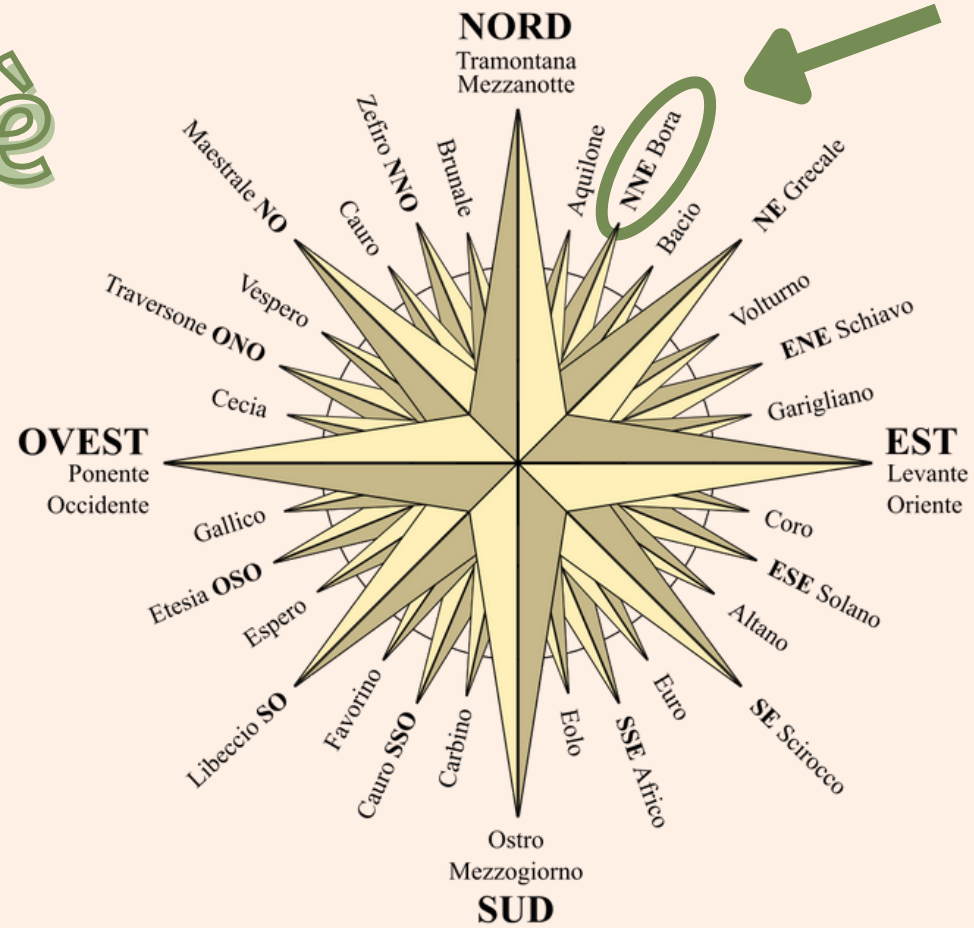 è
NORD
Tramontana
Mezzanotte
Aquilone
NNE Bora
Bacio
NE Grecale
Volturno
ENE Schiavo
Garigliano
EST
Levante
Oriente
Coro
ESE Solano
Altano
SE Scirocco
Euro
SSE Africo
Eolo
Ostro
Mezzogiorno
SUD
Carbino
Cauro SSO
Favorino
Libeccio SO
Espero
Etesia OSO
Gallico
OVEST
Ponente
Occidente
Cecia
Traversone ONO
Vespero
Maestrale NO
Cauro
Zefiro NNO
Brunale